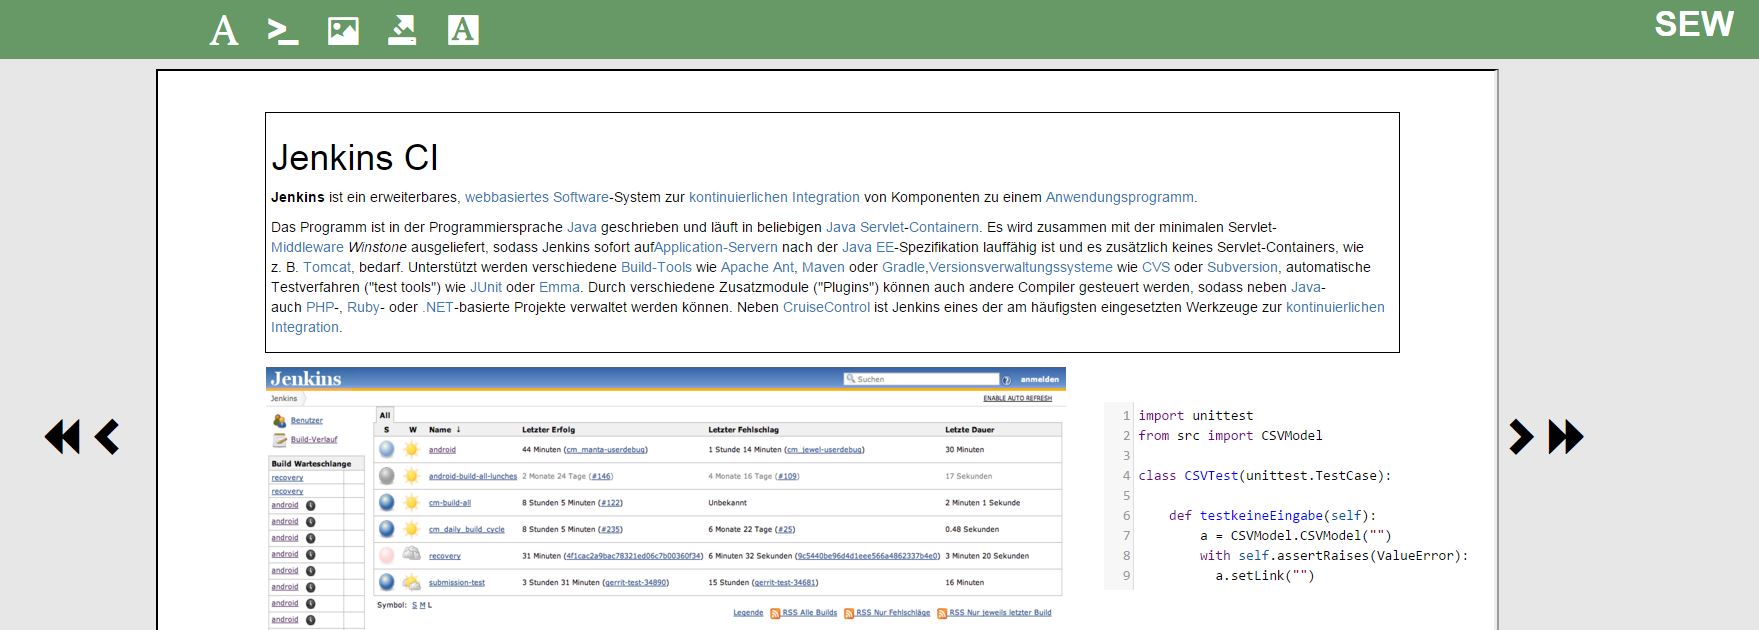 A
A
SEW
Jenkins CI
Jenkins ist ein erweiterbares, webbasiertes Software-System zur kontinuierlichen Integration von Komponenten zu einem Anwendungsprogramm.
Das Programm ist in der Programmiersprache Java geschrieben und läuft in beliebigen Java Servlet-Containern. Es wird zusammen mit der minimalen Servlet-
Middleware Winstone ausgeliefert, sodass Jenkins sofort aufApplication-Servern nach der Java EE-Spezifikation lauffähig ist und es zusätzlich keines Servlet-Containers, wie
z. B. Tomcat, bedarf. Unterstützt werden verschiedene Build-Tools wie Apache Ant, Maven oder Gradle,Versionsverwaltungssysteme wie CVS oder Subversion, automatische
Testverfahren ("test tools") wie JUnit oder Emma. Durch verschiedene Zusatzmodule ("Plugins") können auch andere Compiler gesteuert werden, sodass neben Java-
auch PHP-, Ruby- oder .NET-basierte Projekte verwaltet werden können. Neben CruiseControl ist Jenkins eines der am häufigsten eingesetzten Werkzeuge zur kontinuierlichen
Integration.
Jenkins
Suchen
anmelden
Jenkins
ENABLE AUTO REFRESH
Benutzer
Build-Verlauf
Build Warteschlange
recovery
recovery
android
android
android
android
android
android
android
android
All
S W Name ↓ Letzter Erfolg Letzter Fehlschlag Letzte Dauer
android 44 Minuten (cm_manta-userdebug) 1 Stunde 14 Minuten (cm_jewel-userdebug) 30 Minuten
android-build-all-lunches 2 Monate 24 Tage (#146) 4 Monate 16 Tage (#109) 17 Sekunden
cm-build-all 8 Stunden 5 Minuten (#122) Unbekannt 2 Minuten 1 Sekunde
cm_daily_build_cycle 8 Stunden 5 Minuten (#235) 6 Monate 22 Tage (#25) 0.48 Sekunden
recovery 31 Minuten (4f1cac2a9bac78321ed06c7b00360f34) 6 Minuten 32 Sekunden (9c5440be96d4d1eee566a4862337b4e0) 3 Minuten 20 Sekunden
submission-test 3 Stunden 31 Minuten (gerrit-test-34890) 15 Stunden (gerrit-test-34681) 16 Minuten
Symbol: S M L
Legende RSS Alle Builds RSS Nur Fehlschläge RSS Nur jeweils letzter Build
1 import unittest
2 from src import CSVModel
3
4 class CSVTest(unittest.TestCase):
5
6 def testkeineEingabe(self):
7 a = CSVModel.CSVModel("")
8 with self.assertRaises(ValueError):
9 a.setLink("")